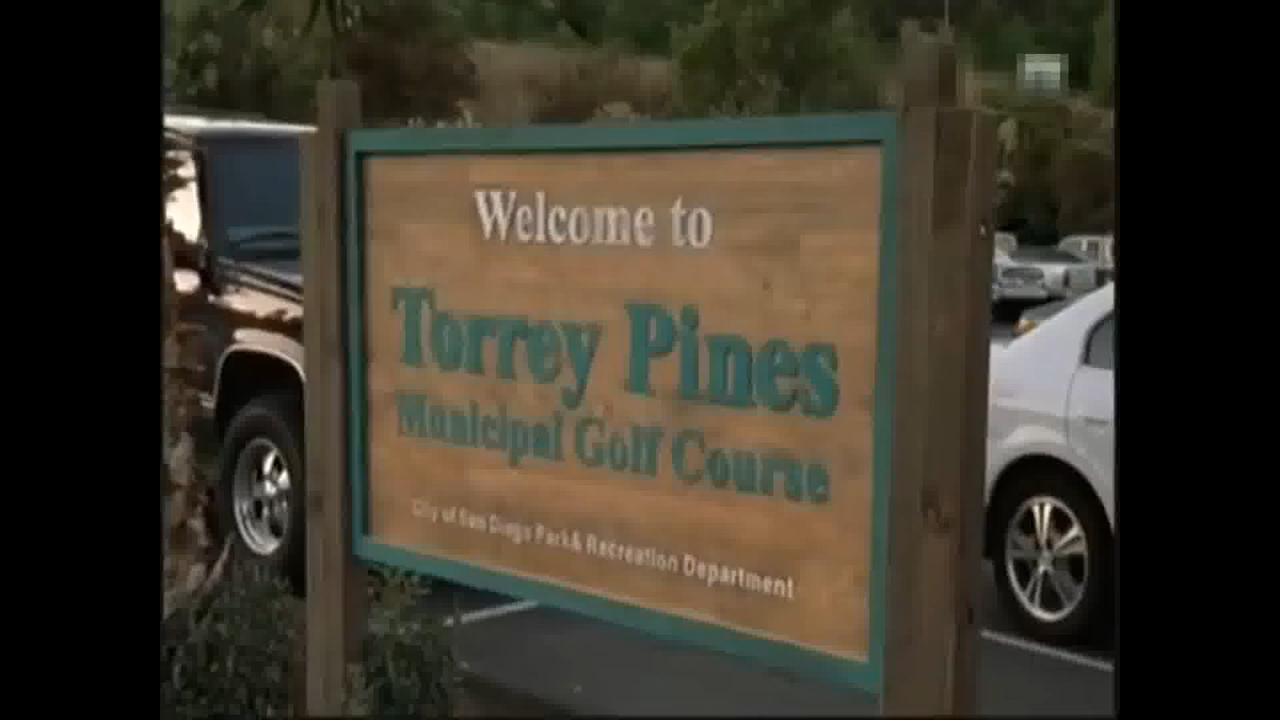 Welcome to
Torrey Pines
Municipal Golf Course
City of San Diego Park & Recreation Department